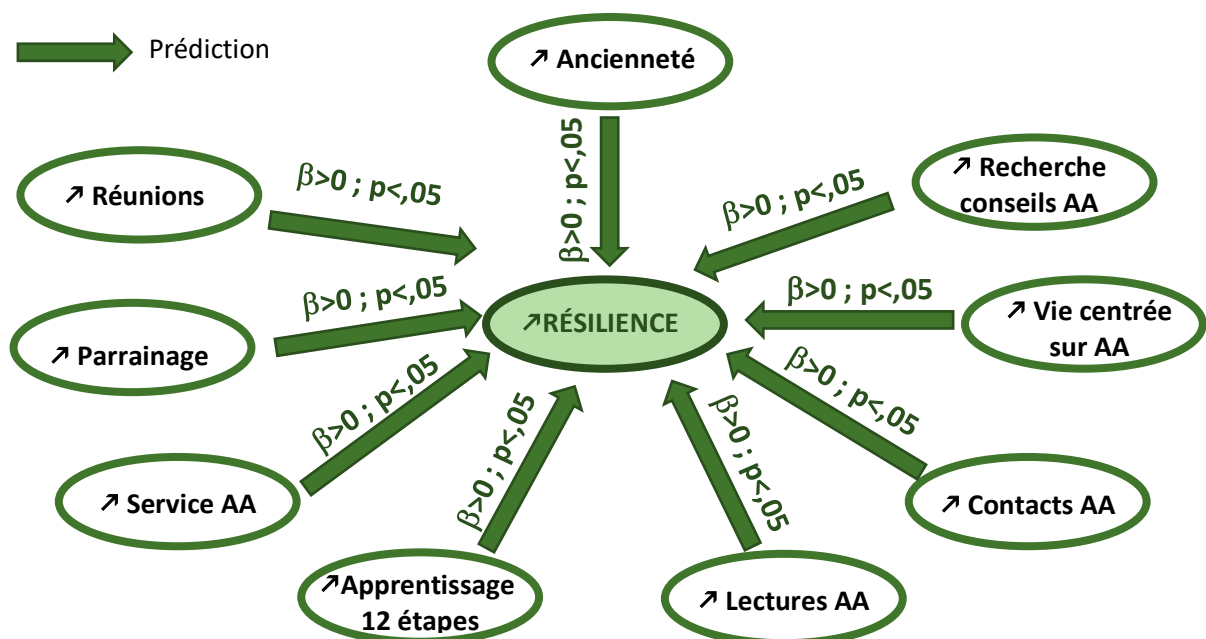 Prédiction
↗ Ancienneté
β>0 ; p<,05
↗ Réunions
β>0 ; p<,05
↗ Recherche
conseils AA
β>0 ; p<,05
↗ Parrainage
β>0 ; p<,05
↗RÉSILIENCE
β>0 ; p<,05
↗ Vie centrée
sur AA
↗ Service AA
β>0 ; p<,05
↗Apprentissage
12 étapes
β>0 ; p<,05
↗ Lectures AA
β>0 ; p<,05
↗ Contacts AA
β>0 ; p<,05